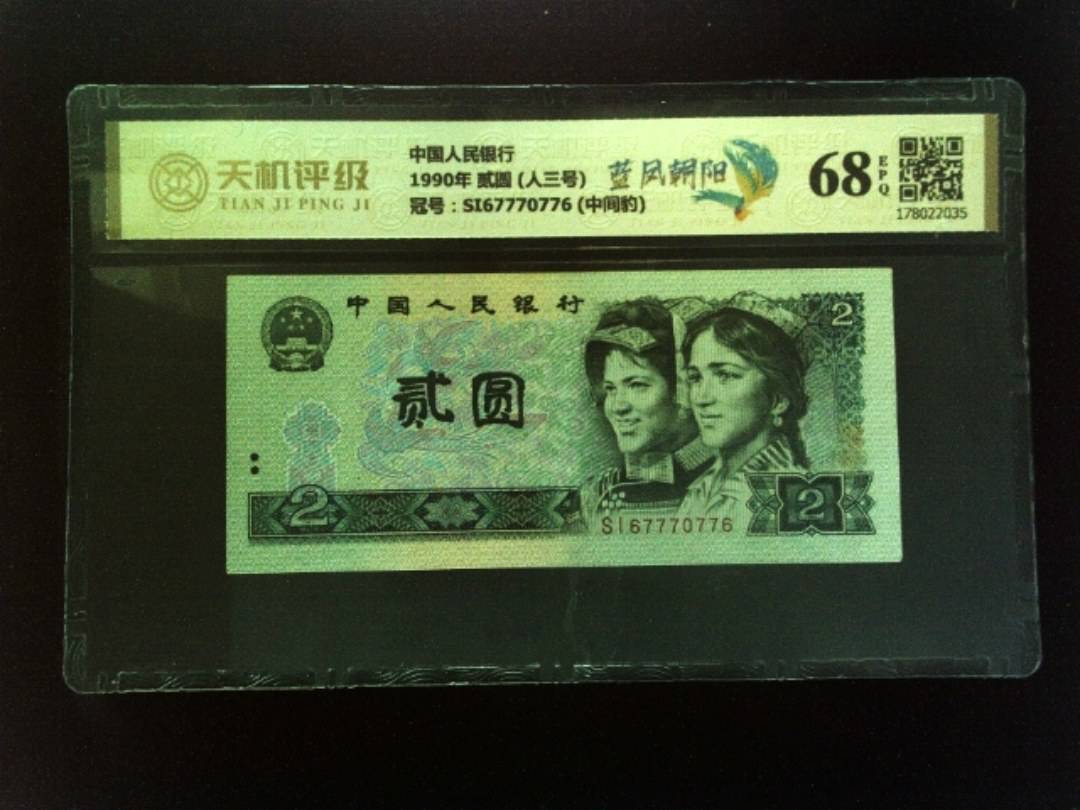 天机评级
TIAN JI PING JI
中国人民银行
1990年 贰圆 (人三号)
冠号：SI67770776 (中间豹)
蓝凤朝阳
68
EPQ
178022035
中国人民银行
2
贰圆
2
SI67770776
2